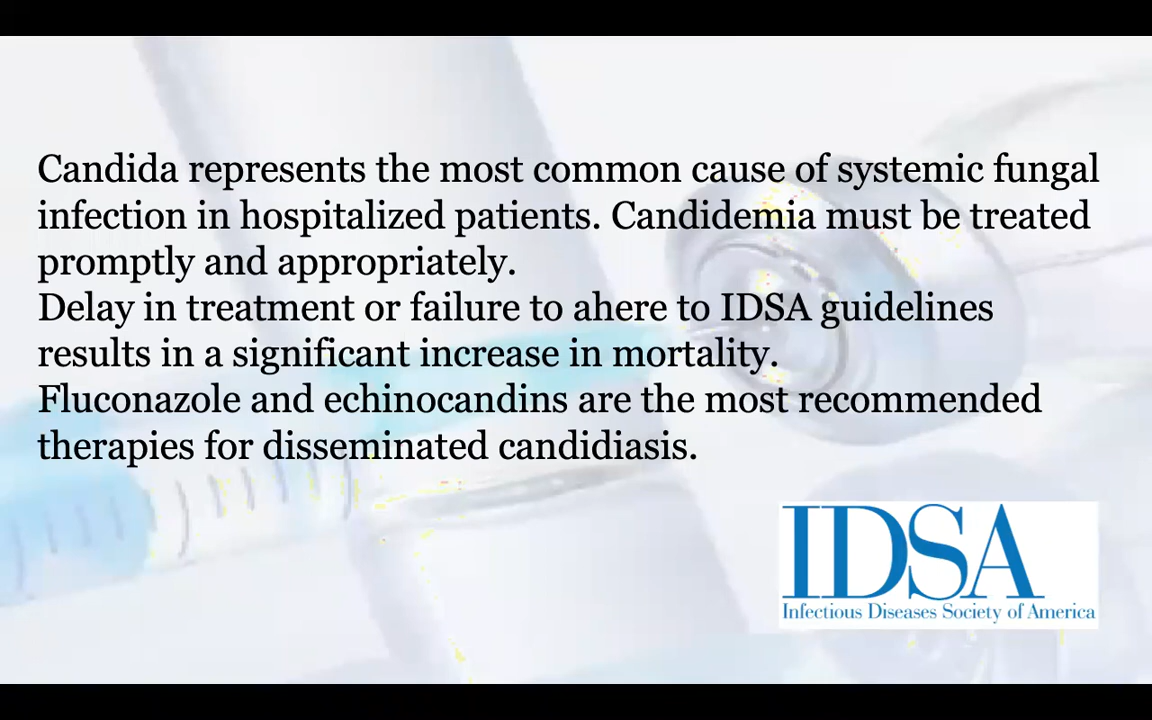 Candida represents the most common cause of systemic fungal
infection in hospitalized patients. Candidemia must be treated
promptly and appropriately.
Delay in treatment or failure to ahere to IDSA guidelines
results in a significant increase in mortality.
Fluconazole and echinocandins are the most recommended
therapies for disseminated candidiasis.
IDSA
Infectious Diseases Society of America